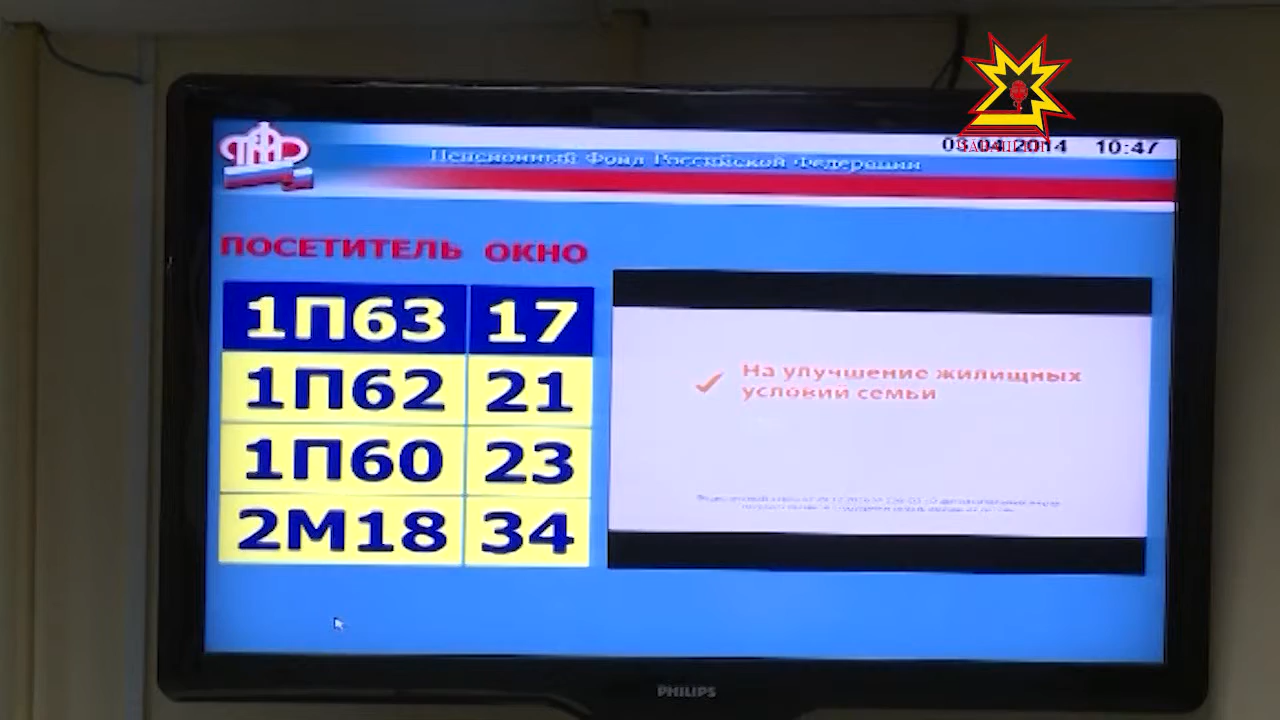 03.04.2014 10:47
Пенсионный Фонд Российской Федерации
ПОСЕТИТЕЛЬ ОКНО
1П63 17
1П62 21
1П60 23
2М18 34
На улучшение жилищных
условий семьи
PHILIPS